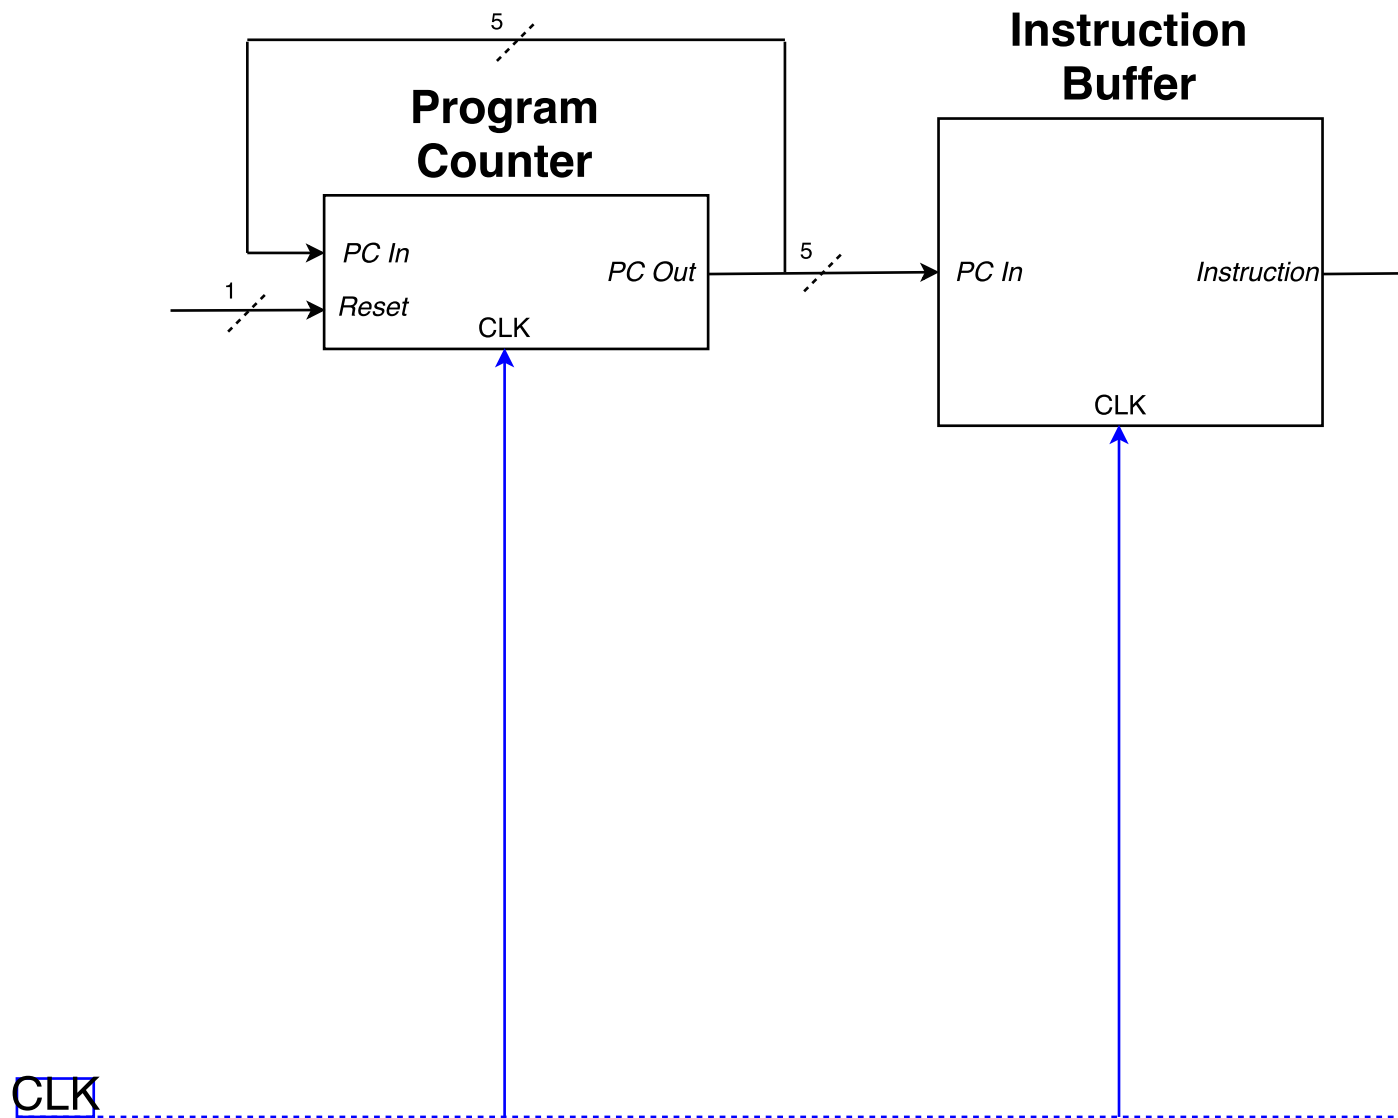 5
Program
Counter
PC In
Reset
1
PC Out
CLK
5
Instruction
Buffer
PC In
Instruction
CLK
CLK